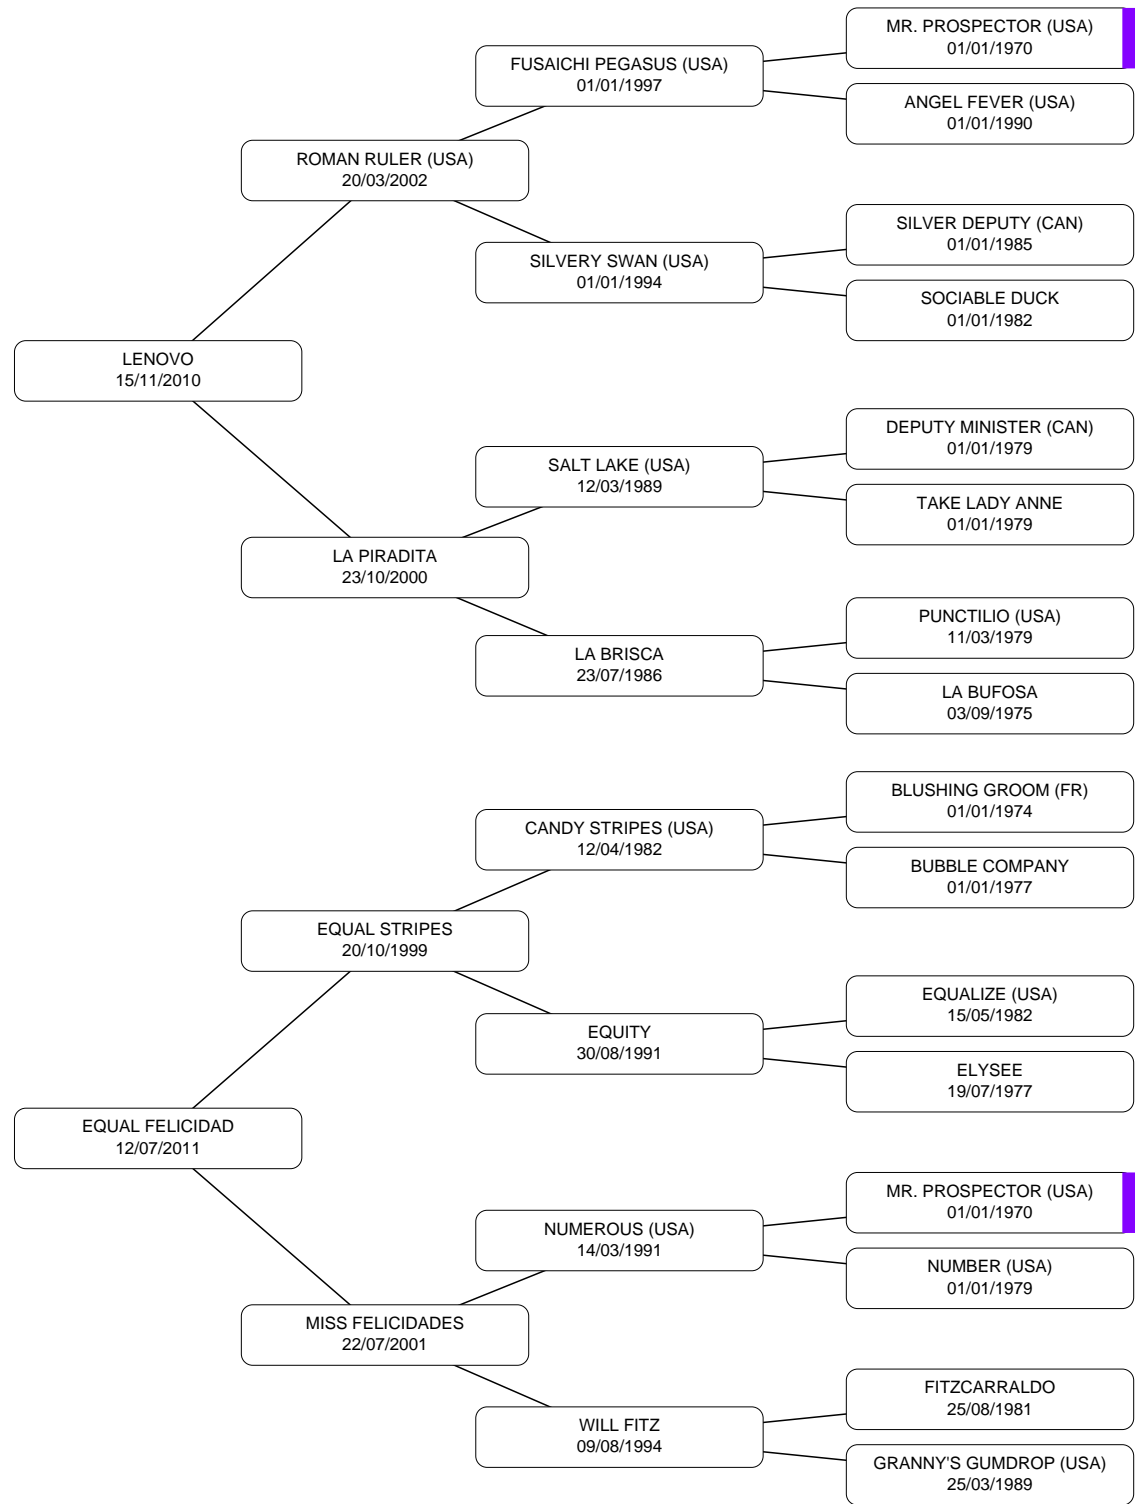 MR. PROSPECTOR (USA)
01/01/1970
FUSAICHI PEGASUS (USA)
01/01/1997
ANGEL FEVER (USA)
01/01/1990
ROMAN RULER (USA)
20/03/2002
SILVER DEPUTY (CAN)
01/01/1985
SILVERY SWAN (USA)
01/01/1994
SOCIABLE DUCK
01/01/1982
LENOVO
15/11/2010
DEPUTY MINISTER (CAN)
01/01/1979
SALT LAKE (USA)
12/03/1989
TAKE LADY ANNE
01/01/1979
LA PIRADITA
23/10/2000
PUNCTILIO (USA)
11/03/1979
LA BRISCA
23/07/1986
LA BUFOSA
03/09/1975
BLUSHING GROOM (FR)
01/01/1974
CANDY STRIPES (USA)
12/04/1982
BUBBLE COMPANY
01/01/1977
EQUAL STRIPES
20/10/1999
EQUALIZE (USA)
15/05/1982
EQUITY
30/08/1991
ELYSEE
19/07/1977
EQUAL FELICIDAD
12/07/2011
MR. PROSPECTOR (USA)
01/01/1970
NUMEROUS (USA)
14/03/1991
NUMBER (USA)
01/01/1979
MISS FELICIDADES
22/07/2001
FITZCARRALDO
25/08/1981
WILL FITZ
09/08/1994
GRANNY'S GUMDROP (USA)
25/03/1989